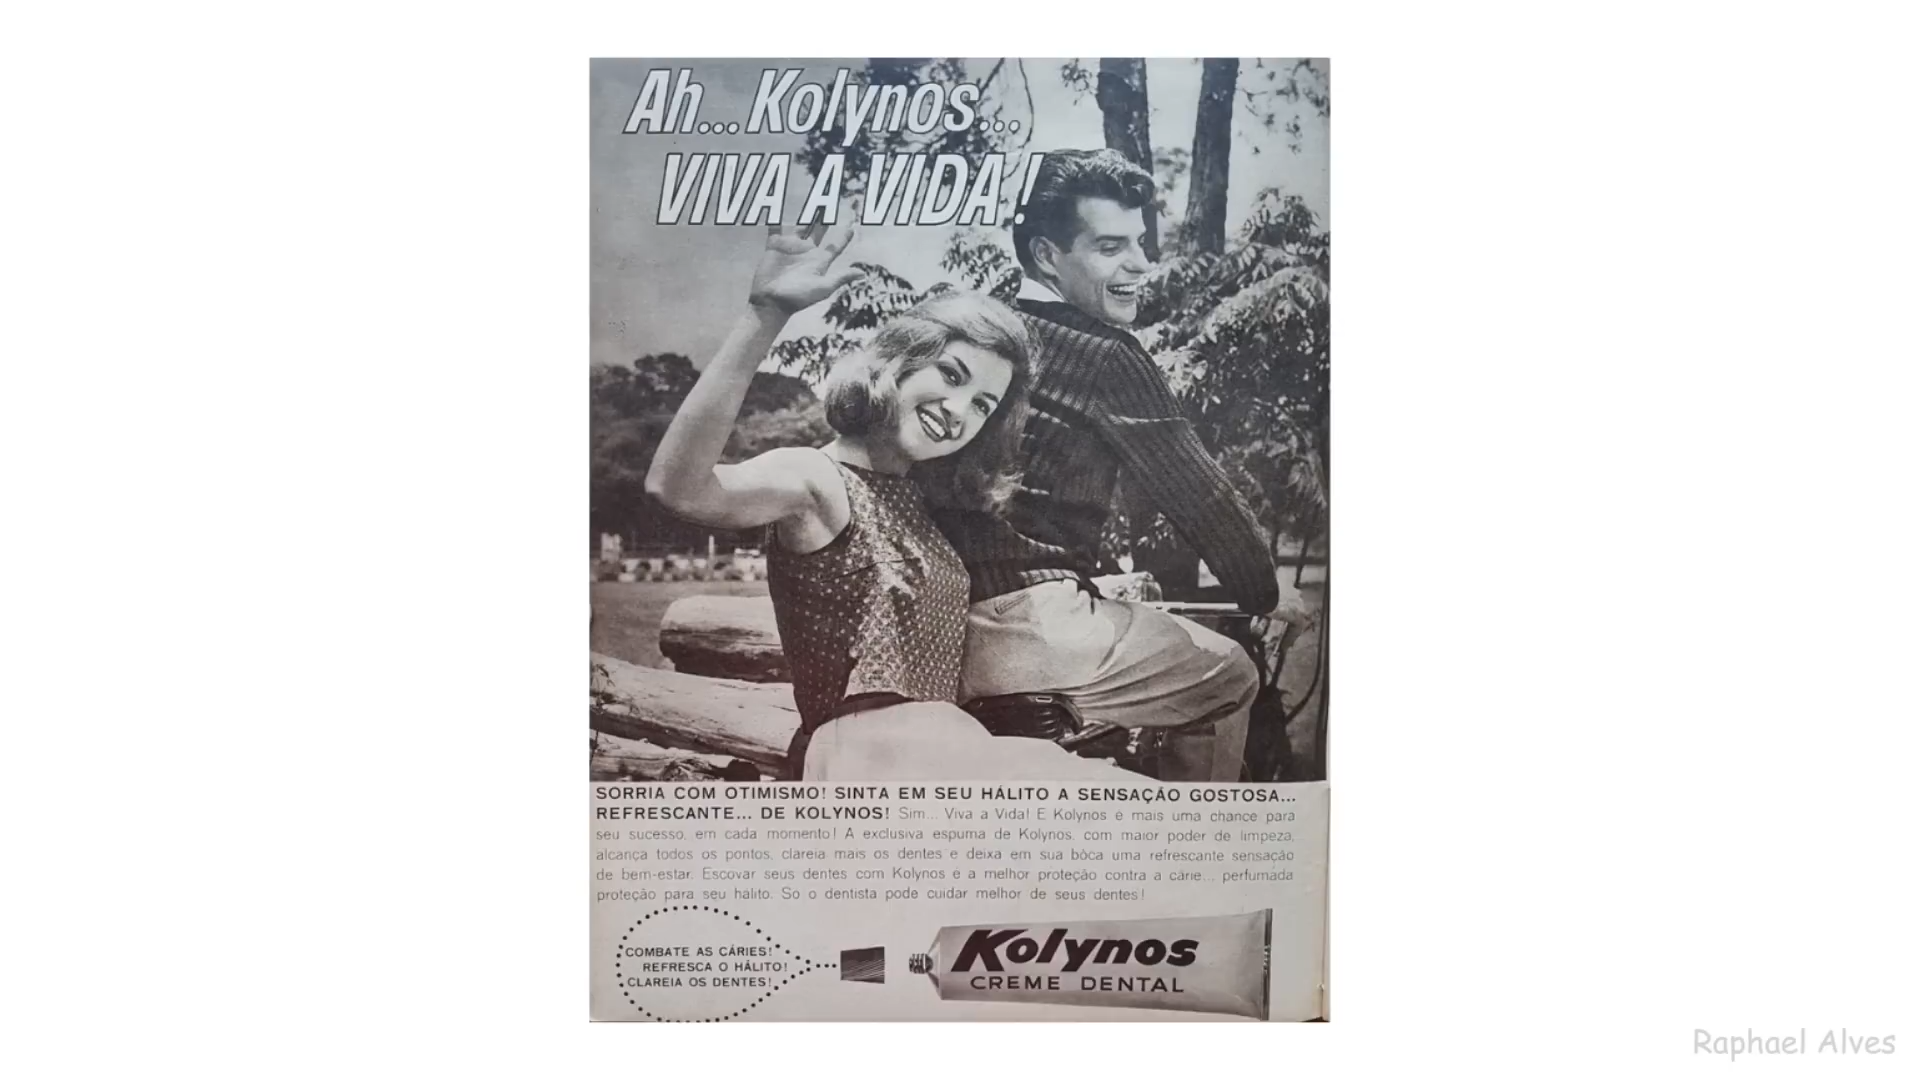 Ah...Kolynos...
VIVA A VIDA!
SORRIA COM OTIMISMO! SINTA EM SEU HÁLITO A SENSAÇÃO GOSTOSA...
REFRESCANTE... DE KOLYNOS! Sim... Viva a Vida! E Kolynos é mais uma chance para
seu sucesso, em cada momento! A exclusiva espuma de Kolynos, com maior poder de limpeza,
alcança todos os pontos, clareia mais os dentes e deixa em sua bôca uma refrescante sensação
de bem-estar. Escovar seus dentes com Kolynos é a melhor proteção contra a cárie... perfumada
proteção para seu hálito. So o dentista pode cuidar melhor de seus dentes!
COMBATE AS CÁRIES!
REFRESCA O HÁLITO!
CLAREIA OS DENTES!
Kolynos
CREME DENTAL
Raphael Alves